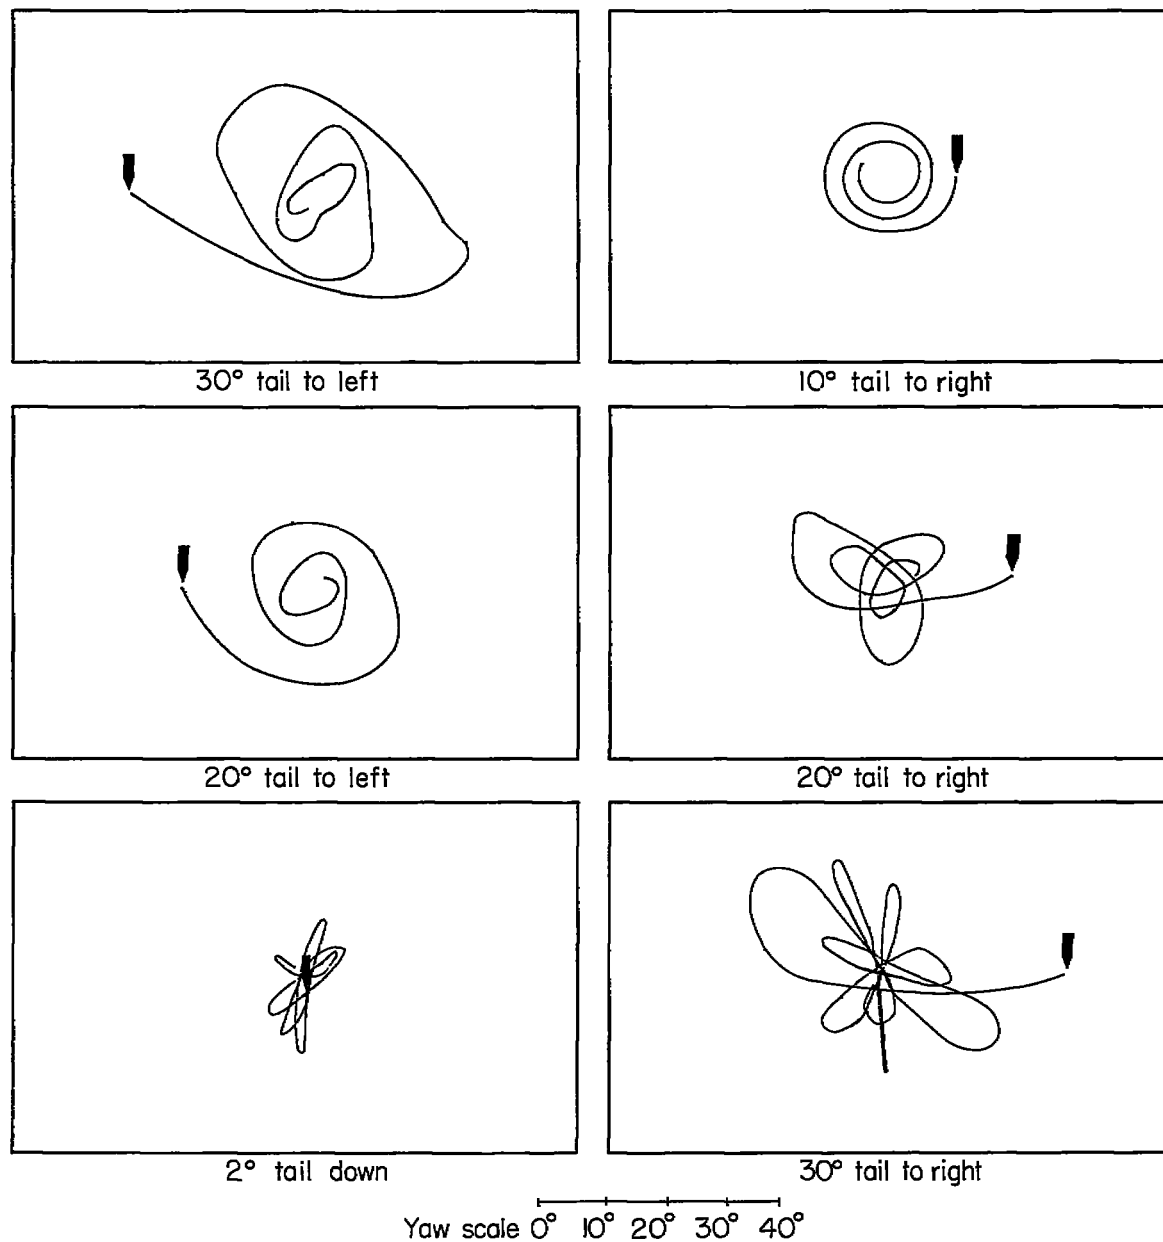 30° tail to left
10° tail to right
20° tail to left
20° tail to right
2° tail down
30° tail to right
Yaw scale 0° 10° 20° 30° 40°